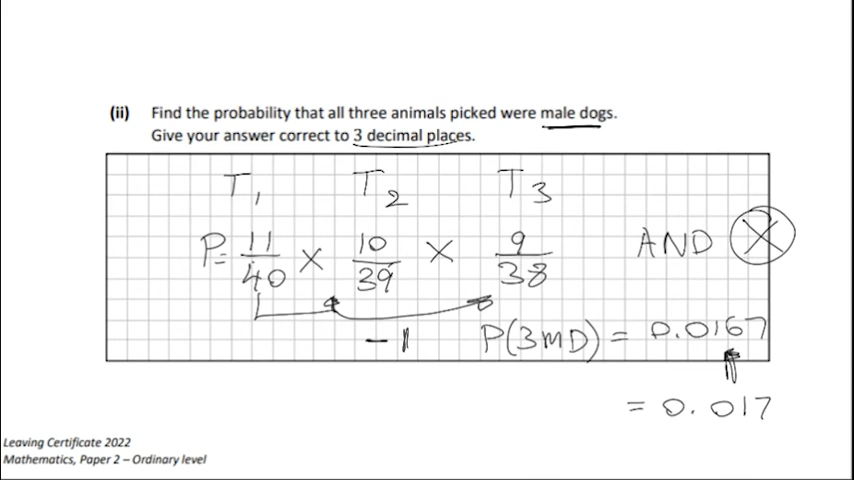 (ii) Find the probability that all three animals picked were male dogs.
Give your answer correct to 3 decimal places.
T1 T2 T3
P= 11/40 × 10/39 × 9/38 AND ×
-1 P(3MD) = 0.0167
= 0.017
Leaving Certificate 2022
Mathematics, Paper 2 – Ordinary level